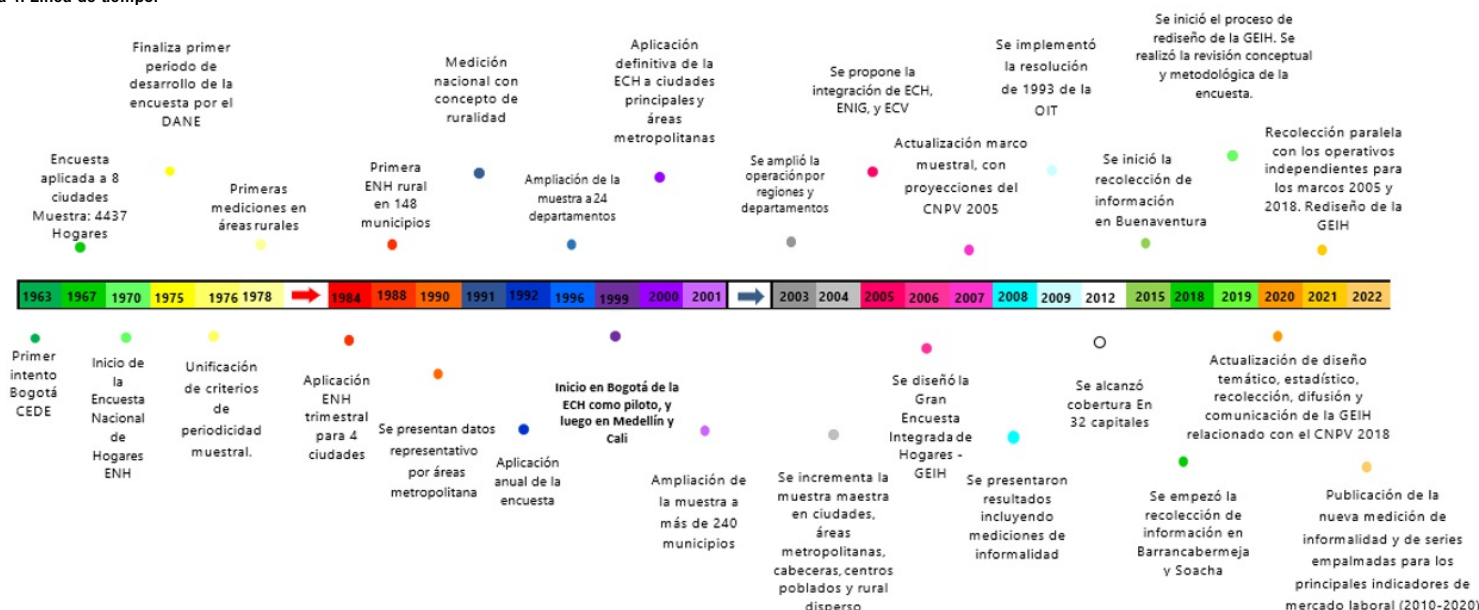 Finaliza primer
periodo de
desarrollo de la
encuesta por el
DANE
Medición
nacional con
concepto de
ruralidad
Aplicación
definitiva de la
ECH a ciudades
principales y
áreas
metropolitanas
Se propone la
integración de ECH,
ENIG, y ECV
Se implementó
la resolución
de 1993 de la
OIT
Se inició el proceso de
rediseño de la GEIH. Se
realizó la revisión conceptual
y metodológica de la
encuesta.
Encuesta
aplicada a 8
ciudades
Muestra: 4437
Hogares
Primeras
mediciones en
áreas rurales
Primera
ENH rural
en 148
municipios
Ampliación de la
muestra a 24
departamentos
Se amplió la
operación por
regiones y
departamentos
Actualización marco
muestral, con
proyecciones del
CNPV 2005
Se inició la
recolección de
información
en Buenaventura
Recolección paralela
con los operativos
independientes para
los marcos 2005 y
2018. Rediseño de la
GEIH
1963 1967 1970 1975 1976 1978 1984 1988 1990 1991 1992 1996 1999 2000 2001 2003 2004 2005 2006 2007 2008 2009 2012 2015 2018 2019 2020 2021 2022
Primer
intento
Bogotá
CEDE
Inicio de
la
Encuesta
Nacional
de
Hogares
ENH
Unificación
de criterios
de
periodicidad
muestral.
Aplicación
ENH
trimestral
para 4
ciudades
Se presentan datos
representativo
por áreas
metropolitana
Aplicación
anual de la
encuesta
Inicio en Bogotá de la
ECH como piloto, y
luego en Medellín y
Cali
Ampliación de
la muestra a
más de 240
municipios
Se incrementa la
muestra maestra
en ciudades,
áreas
metropolitanas,
cabeceras, centros
poblados y rural
disperso
Se diseñó la
Gran
Encuesta
Integrada de
Hogares -
GEIH
Se presentaron
resultados
incluyendo
mediciones de
informalidad
Se alcanzó
cobertura En
32 capitales
Se empezó la
recolección de
información en
Barrancabermeja
y Soacha
Actualización de diseño
temático, estadístico,
recolección, difusión y
comunicación de la GEIH
relacionado con el CNPV 2018
Publicación de la
nueva medición de
informalidad y de series
empalmadas para los
principales indicadores de
mercado laboral (2010-2020)